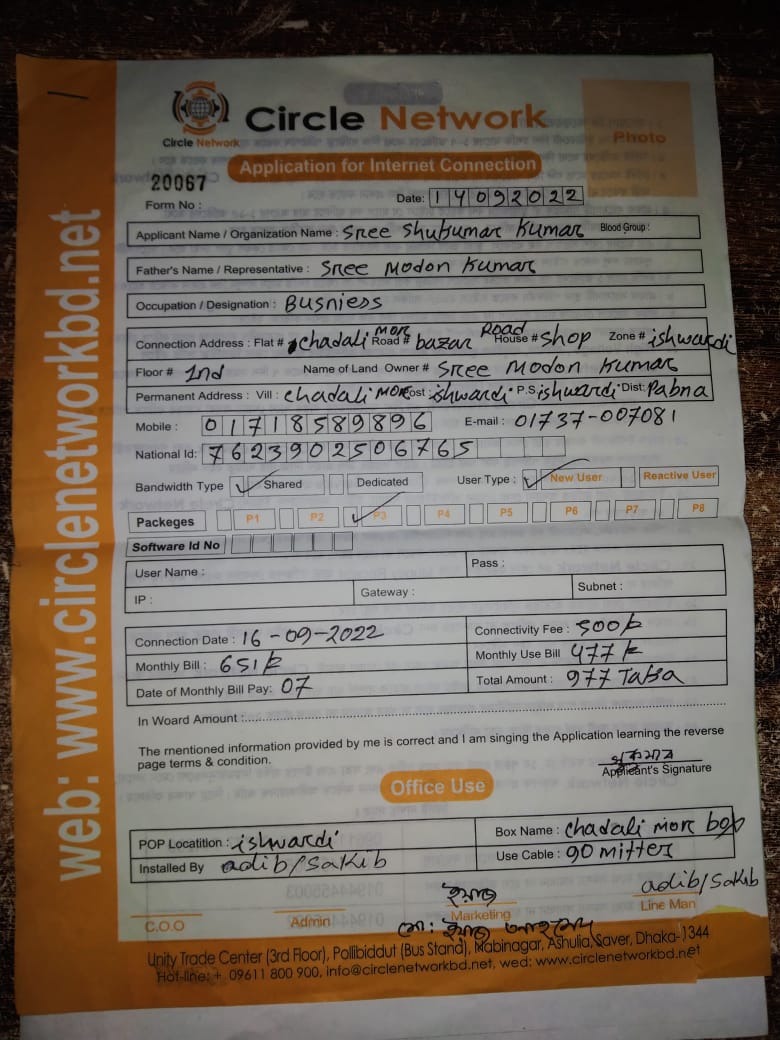 Circle Network
Circle Network
Photo
Application for Internet Connection
20067
Form No :
Date: 14092022
Applicant Name / Organization Name : Sree Shukumar Kumar Blood Group :
Father's Name / Representative : Sree Modon Kumar
Occupation / Designation : Busniess
Connection Address : Flat # chadali mor Road # bazar Road House # shop Zone # ishwardi
Floor # 2nd Name of Land Owner # Sree Modon Kumar
Permanent Address : Vill : chadali mor Post : ishwardi P.S ishwardi Dist: Pabna
Mobile : 01718589896 E-mail : 01737-007081
National Id: 7623902506765
Bandwidth Type Shared Dedicated User Type : New User Reactive User
Packeges P1 P2 P3 P4 P5 P6 P7 P8
Software Id No
User Name : Pass :
IP : Gateway : Subnet :
Connection Date : 16-09-2022 Connectivity Fee : 500
Monthly Bill : 651 Monthly Use Bill 477
Date of Monthly Bill Pay: 07 Total Amount : 977 Taka
In Woard Amount :
The mentioned information provided by me is correct and I am singing the Application learning the reverse
page terms & condition.
Applicant's Signature
Office Use
POP Locatition : ishwardi Box Name : chadali mor box
Installed By adib/sakib Use Cable : 90 mitter
adib/sakib
C.O.O Admin Marketing Line Man
Unity Trade Center (3rd Floor), Pollibiddut (Bus Stand), Nabinagar, Ashulia, Saver, Dhaka-1344
Hot-line: + 09611 800 900, info@circlenetworkbd.net, wed: www.circlenetworkbd.net
web: www.circlenetworkbd.net